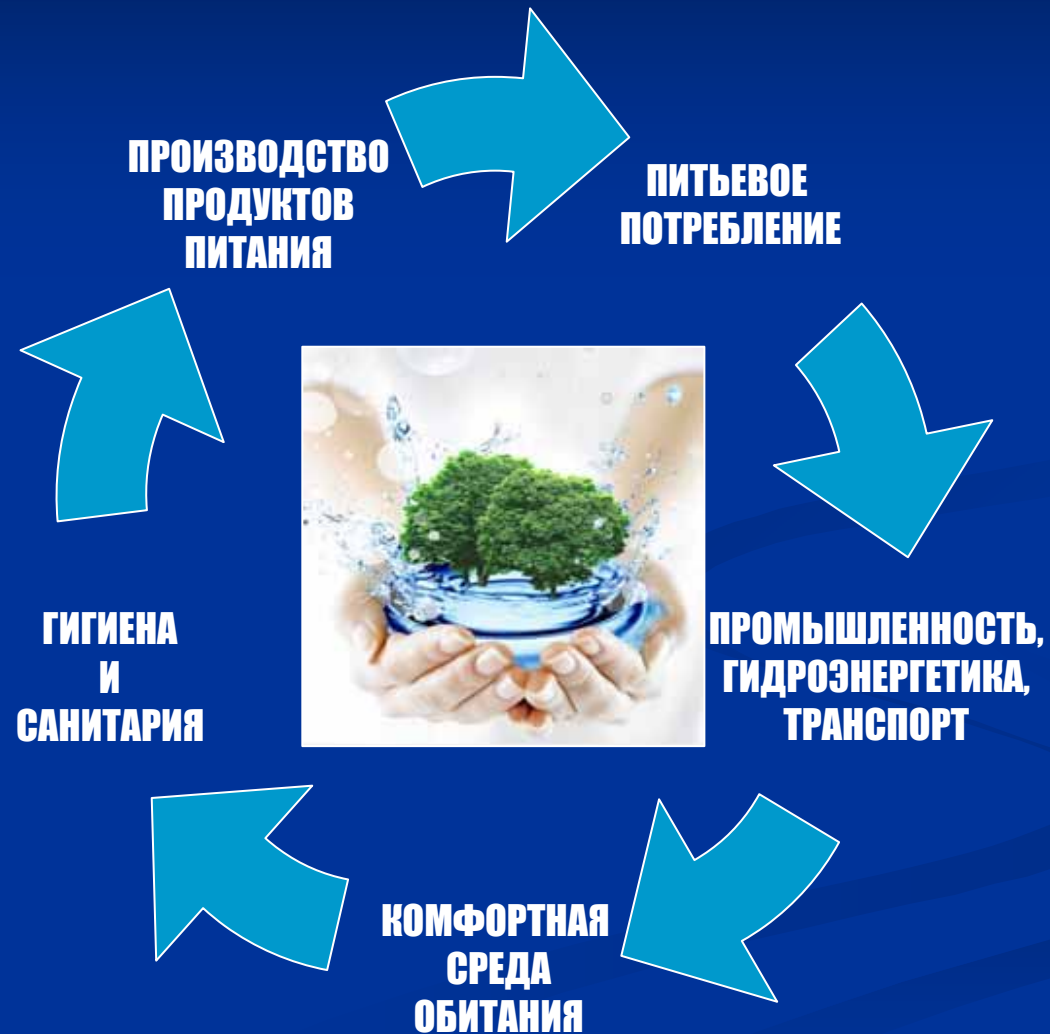 ПРОИЗВОДСТВО
ПРОДУКТОВ
ПИТАНИЯ
ПИТЬЕВОЕ
ПОТРЕБЛЕНИЕ
ПРОМЫШЛЕННОСТЬ,
ГИДРОЭНЕРГЕТИКА,
ТРАНСПОРТ
КОМФОРТНАЯ
СРЕДА
ОБИТАНИЯ
ГИГИЕНА
И
САНИТАРИЯ